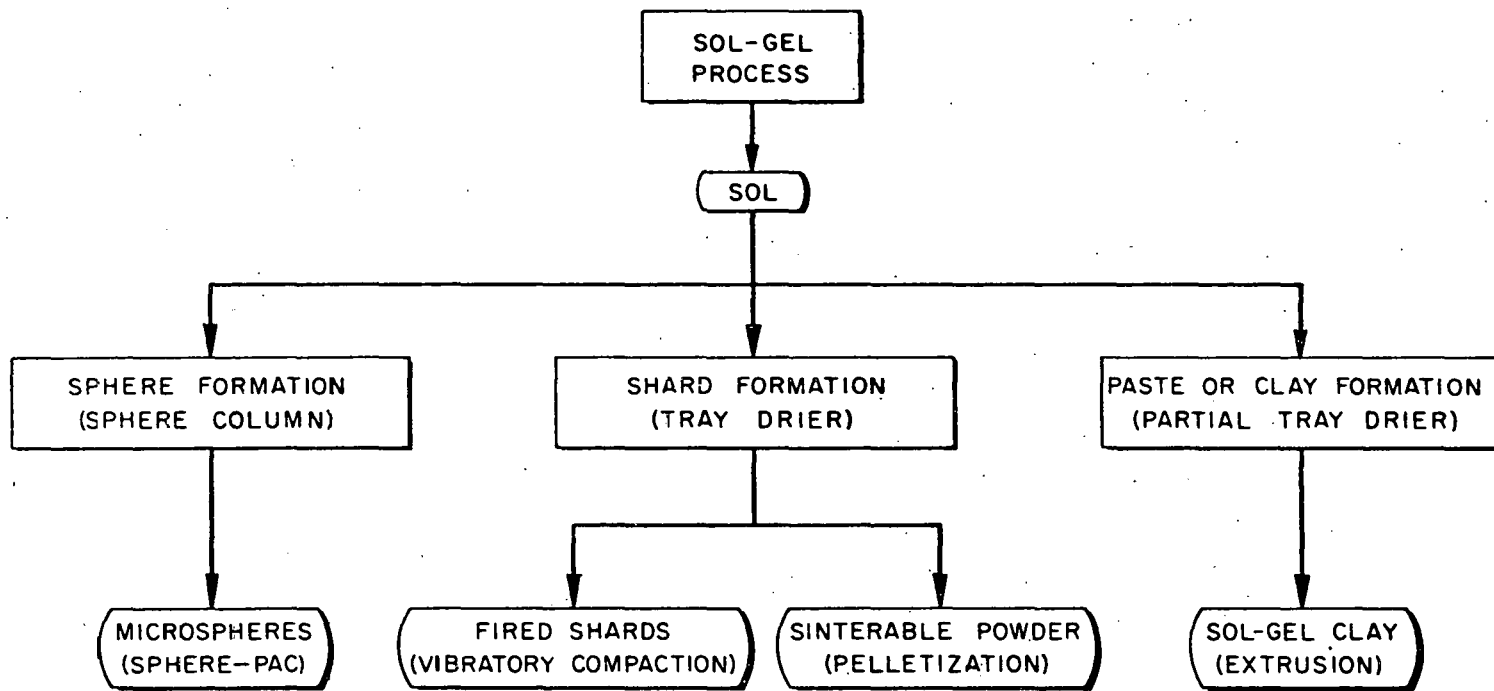 SOL-GEL
PROCESS
SOL
SPHERE FORMATION
(SPHERE COLUMN)
SHARD FORMATION
(TRAY DRIER)
PASTE OR CLAY FORMATION
(PARTIAL TRAY DRIER)
MICROSPHERES
(SPHERE-PAC)
FIRED SHARDS
(VIBRATORY COMPACTION)
SINTERABLE POWDER
(PELLETIZATION)
SOL-GEL CLAY
(EXTRUSION)